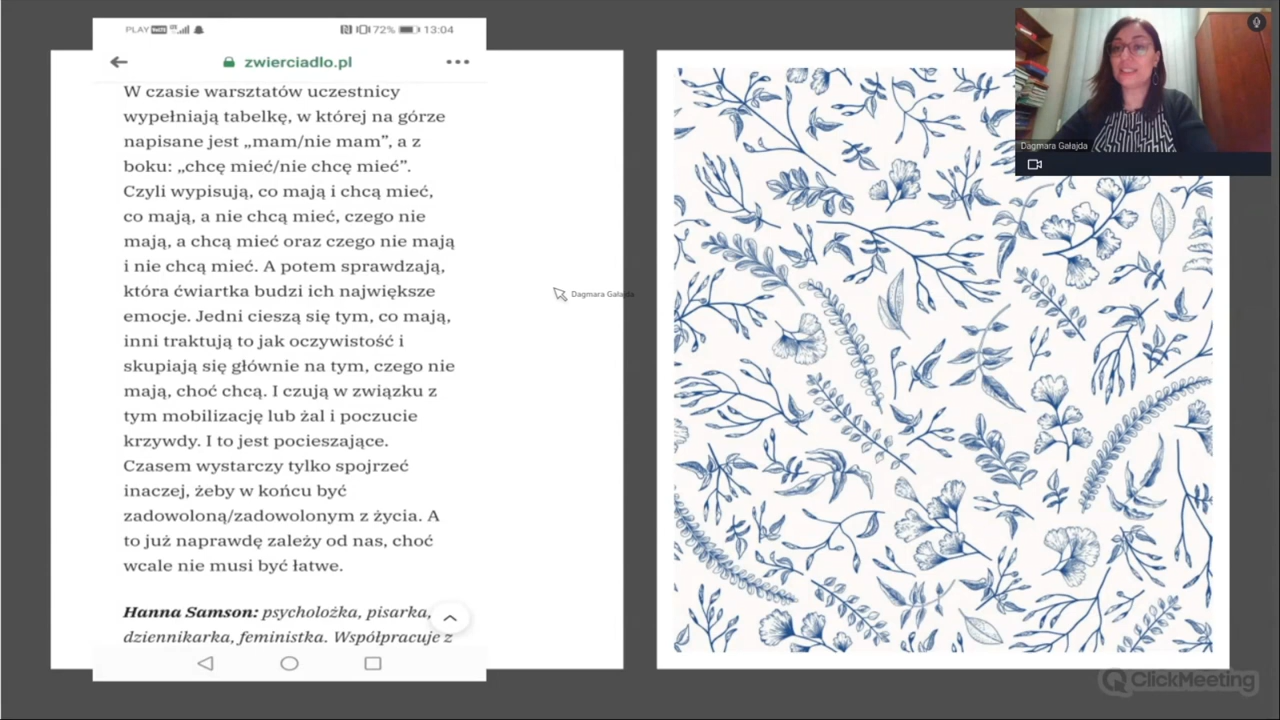 PLAY
72% 13:04
zwierciadlo.pl
W czasie warsztatów uczestnicy
wypełniają tabelkę, w której na górze
napisane jest „mam/nie mam”, a z
boku: „chcę mieć/nie chcę mieć”.
Czyli wypisują, co mają i chcą mieć,
co mają, a nie chcą mieć, czego nie
mają, a chcą mieć oraz czego nie mają
i nie chcą mieć. A potem sprawdzają,
która ćwiartka budzi ich największe
emocje. Jedni cieszą się tym, co mają,
inni traktują to jak oczywistość i
skupiają się głównie na tym, czego nie
mają, choć chcą. I czują w związku z
tym mobilizację lub żal i poczucie
krzywdy. I to jest pocieszające.
Czasem wystarczy tylko spojrzeć
inaczej, żeby w końcu być
zadowoloną/zadowolonym z życia. A
to już naprawdę zależy od nas, choć
wcale nie musi być łatwe.
Hanna Samson: psycholożka, pisarka,
dziennikarka, feministka. Współpracuje z
Dagmara Gałajda
Dagmara Gałajda
ClickMeeting